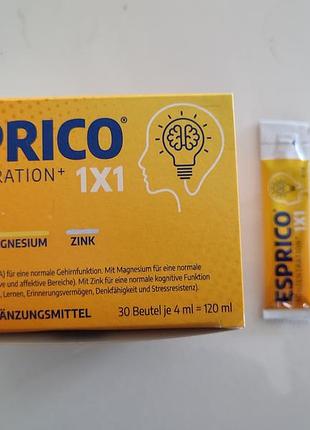 PRICO®
RATION+ 1X1
GNESIUM ZINK
A) für eine normale Gehirnfunktion. Mit Magnesium für eine normale
ive und affektive Bereiche). Mit Zink für eine normale kognitive Funktion
, Lernen, Erinnerungsvermögen, Denkfähigkeit und Stressresistenz).
GÄNZUNGSMITTEL 30 Beutel je 4 ml = 120 ml
ESPRICO
1X1